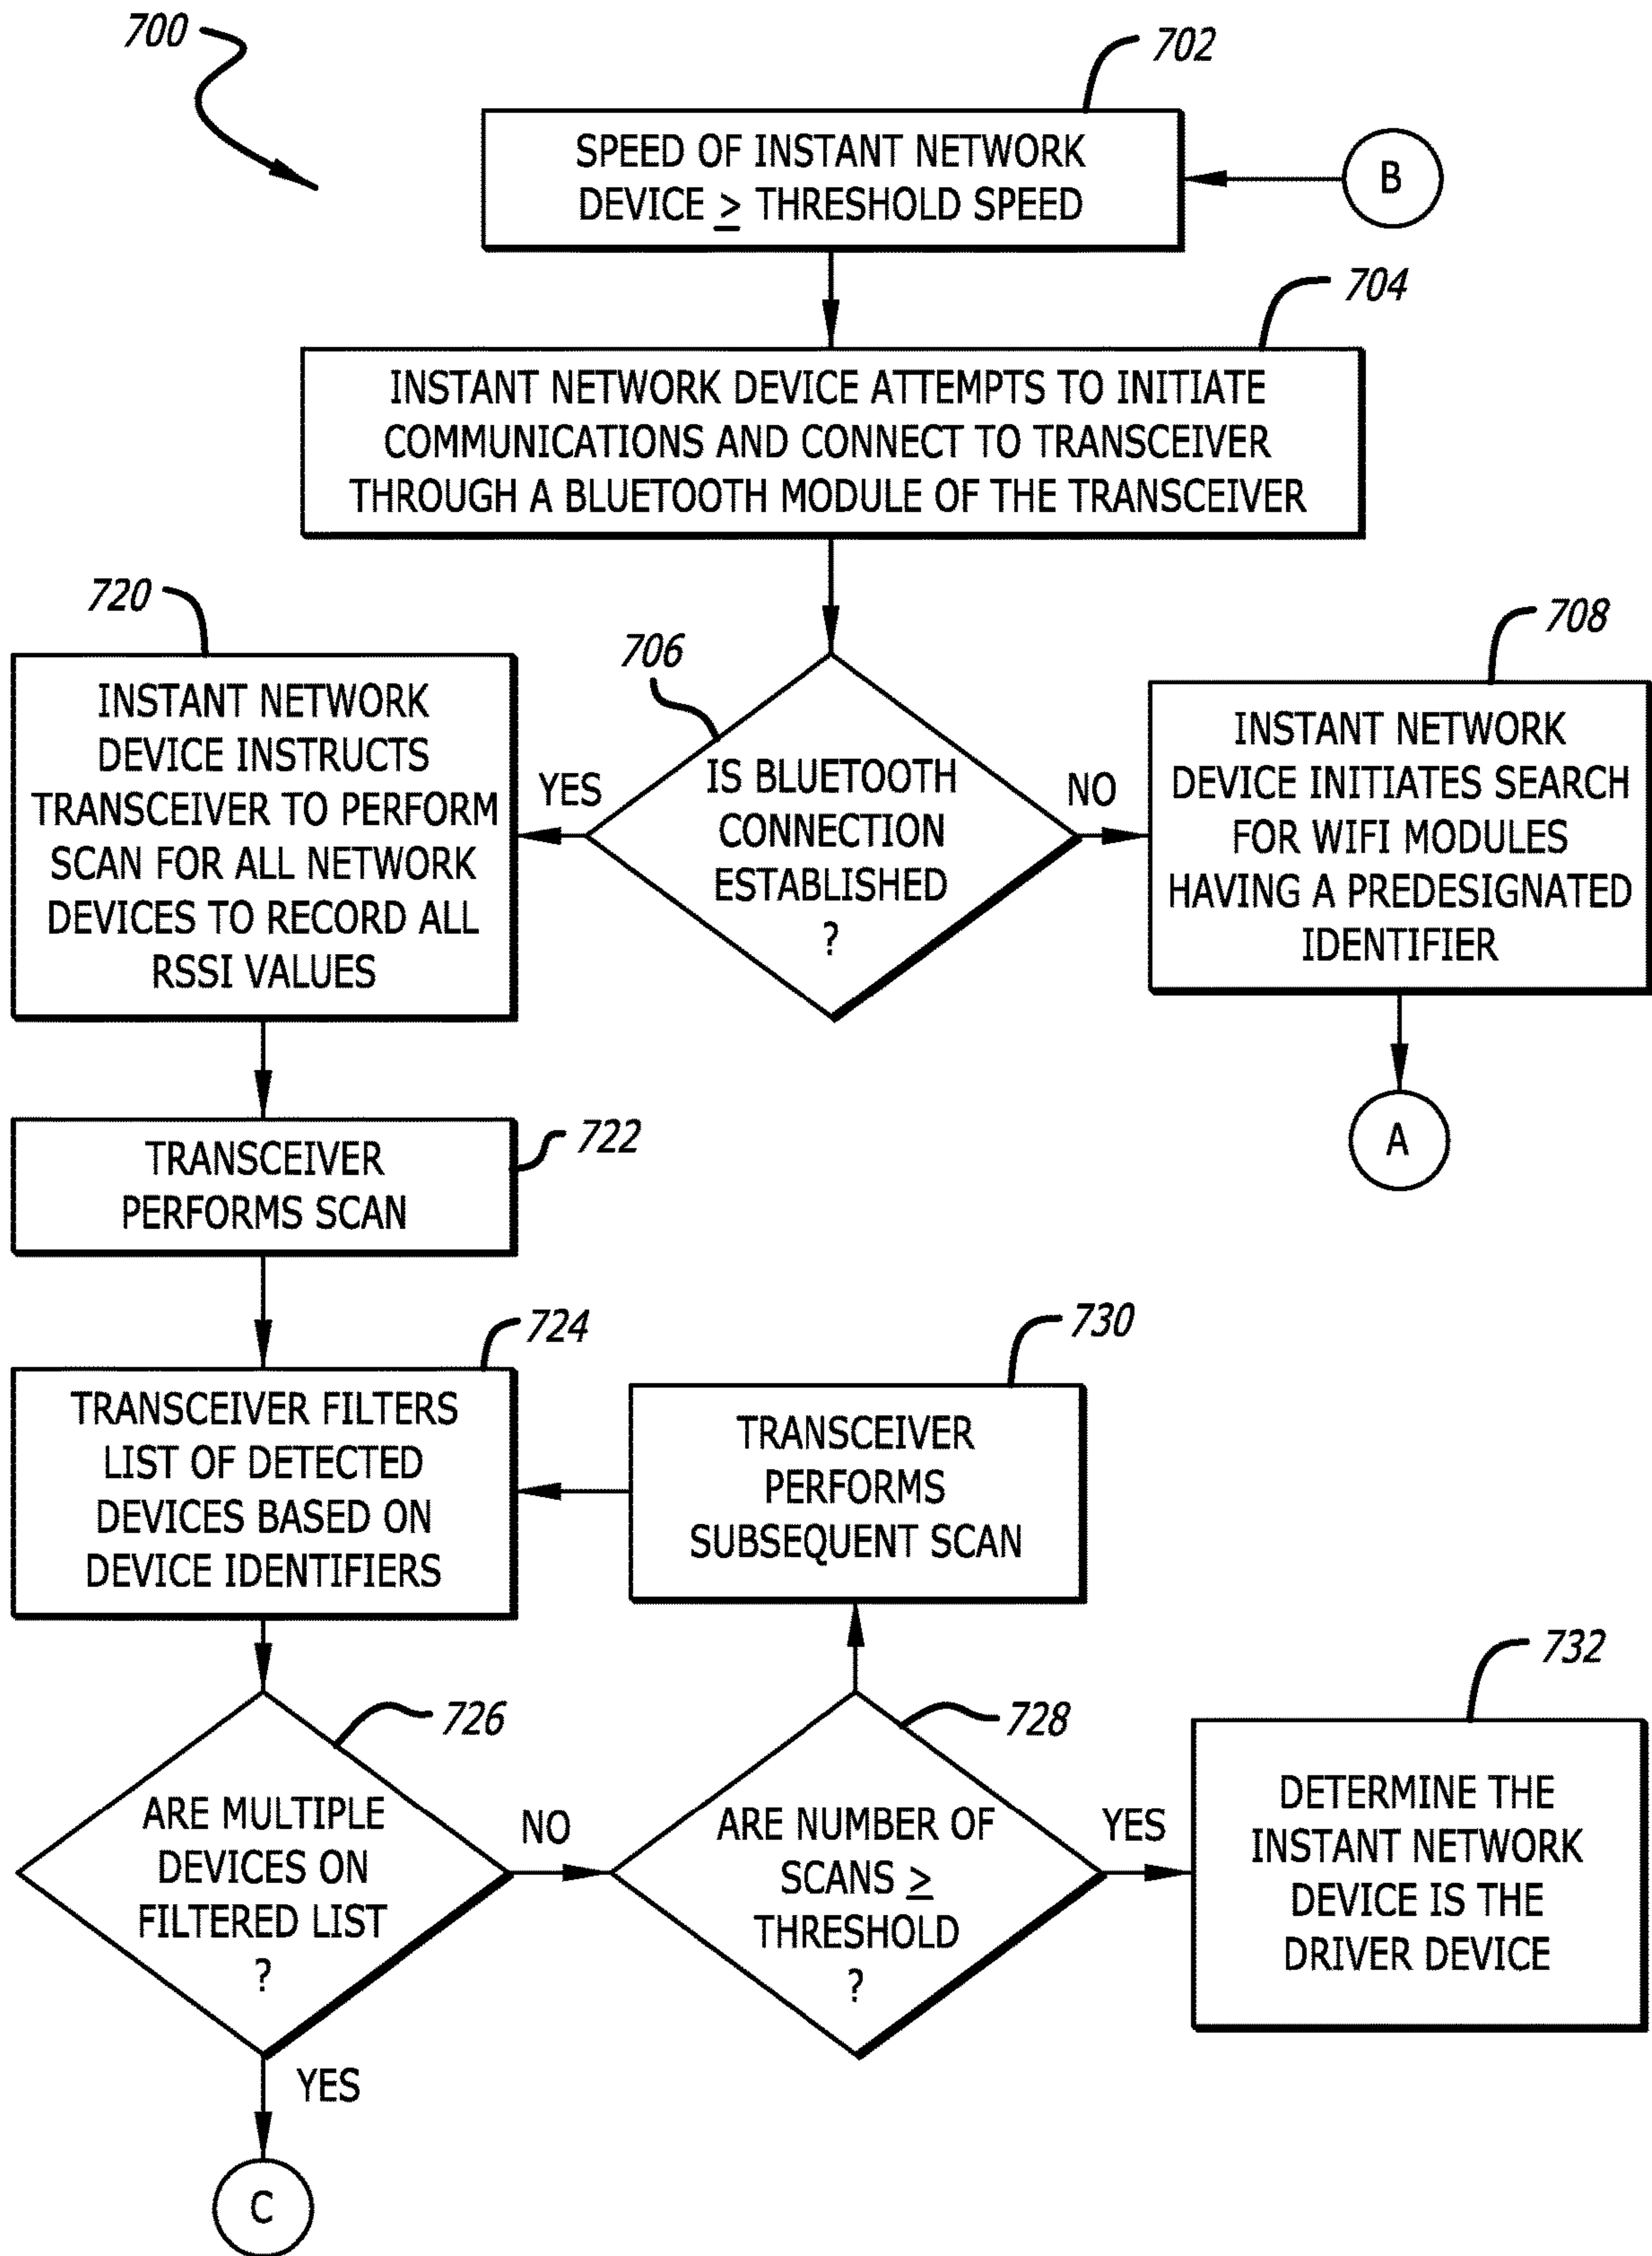 700
702
SPEED OF INSTANT NETWORK
DEVICE ≥ THRESHOLD SPEED
B
704
INSTANT NETWORK DEVICE ATTEMPTS TO INITIATE
COMMUNICATIONS AND CONNECT TO TRANSCEIVER
THROUGH A BLUETOOTH MODULE OF THE TRANSCEIVER
720
INSTANT NETWORK
DEVICE INSTRUCTS
TRANSCEIVER TO PERFORM
SCAN FOR ALL NETWORK
DEVICES TO RECORD ALL
RSSI VALUES
YES
706
IS BLUETOOTH
CONNECTION
ESTABLISHED
?
NO
708
INSTANT NETWORK
DEVICE INITIATES SEARCH
FOR WIFI MODULES
HAVING A PREDESIGNATED
IDENTIFIER
A
722
TRANSCEIVER
PERFORMS SCAN
724
TRANSCEIVER FILTERS
LIST OF DETECTED
DEVICES BASED ON
DEVICE IDENTIFIERS
730
TRANSCEIVER
PERFORMS
SUBSEQUENT SCAN
726
ARE MULTIPLE
DEVICES ON
FILTERED LIST
?
NO
728
ARE NUMBER OF
SCANS ≥
THRESHOLD
?
YES
732
DETERMINE THE
INSTANT NETWORK
DEVICE IS THE
DRIVER DEVICE
YES
C